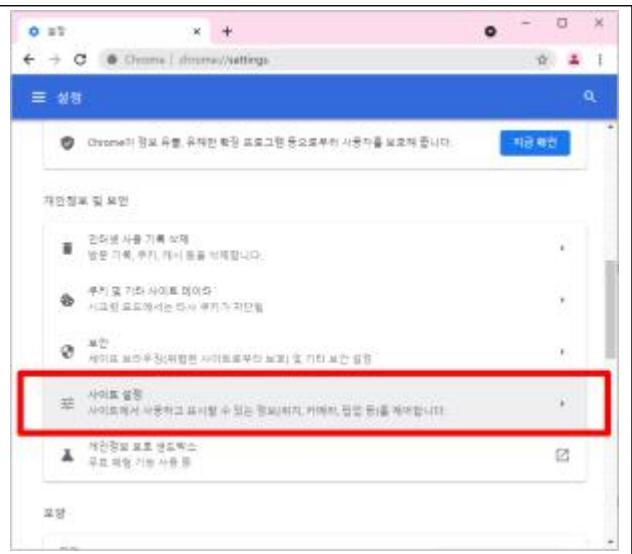 설정
Chrome | chrome://settings
설정
Chrome이 정보 유출, 유해한 확장 프로그램 등으로부터 사용자를 보호해 줍니다.
지금 확인
개인정보 및 보안
인터넷 사용 기록 삭제
방문 기록, 쿠키, 캐시 등을 삭제합니다.
쿠키 및 기타 사이트 데이터
시크릿 모드에서는 타사 쿠키가 차단됨
보안
세이프 브라우징(위험한 사이트로부터 보호) 및 기타 보안 설정
사이트 설정
사이트에서 사용하고 표시할 수 있는 정보(위치, 카메라, 팝업 등)를 제어합니다.
개인정보 보호 샌드박스
무료 체험 기능 사용 중
모양